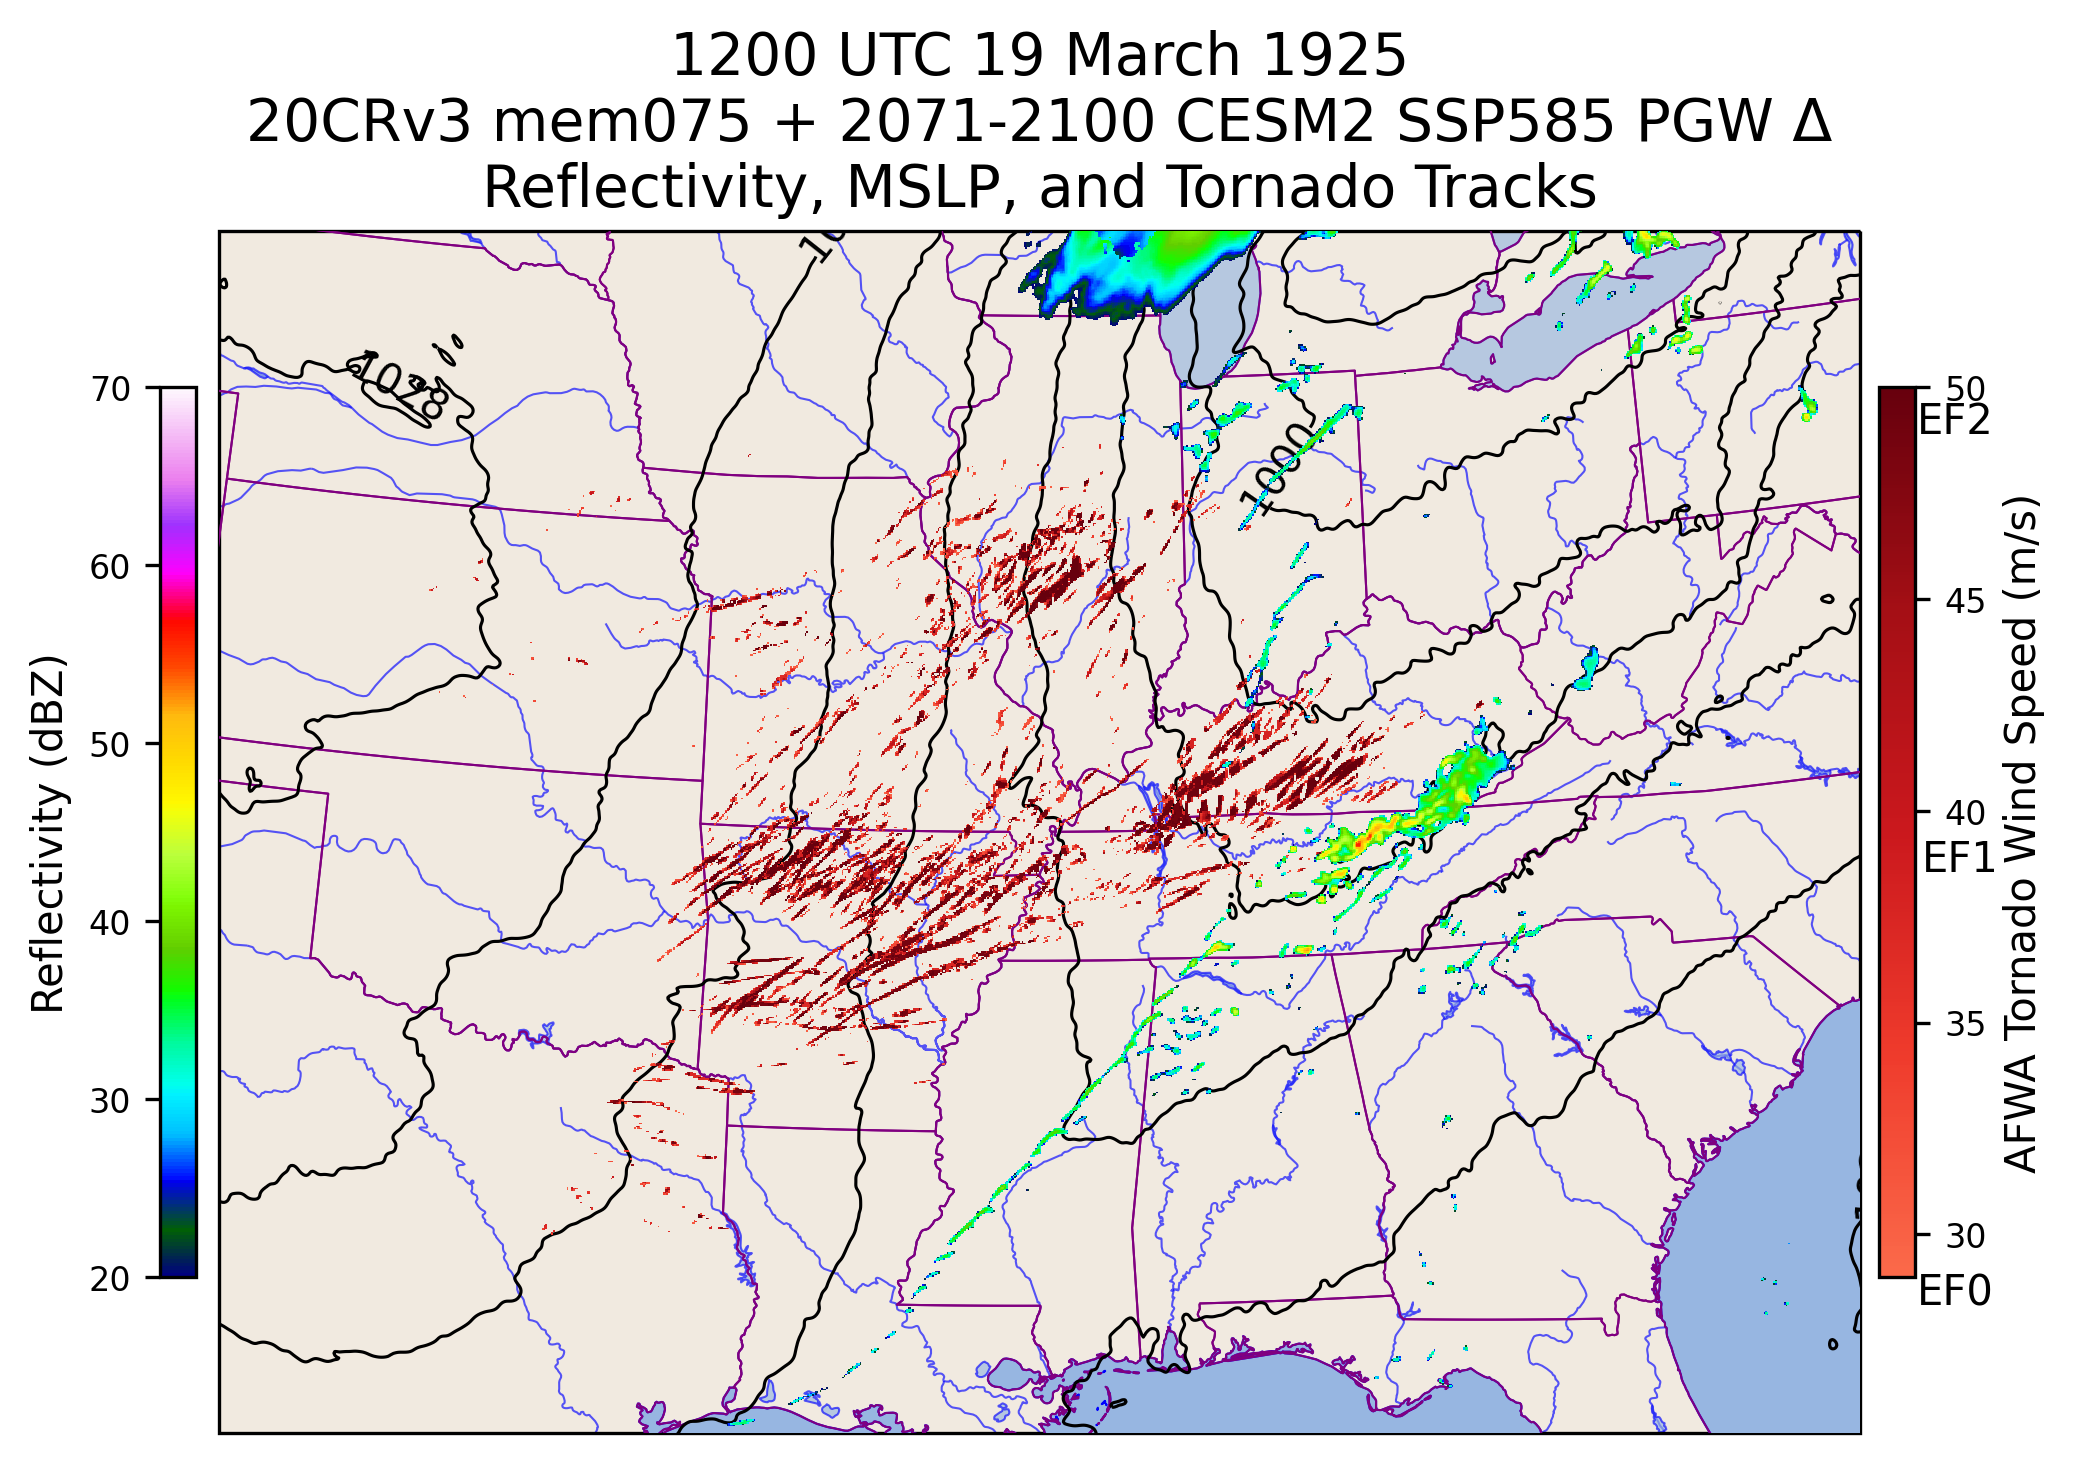 1200 UTC 19 March 1925
20CRv3 mem075 + 2071-2100 CESM2 SSP585 PGW Δ
Reflectivity, MSLP, and Tornado Tracks
1028
1000
Reflectivity (dBZ)
70
60
50
40
30
20
50
EF2
45
40
EF1
35
30
EF0
AFWA Tornado Wind Speed (m/s)